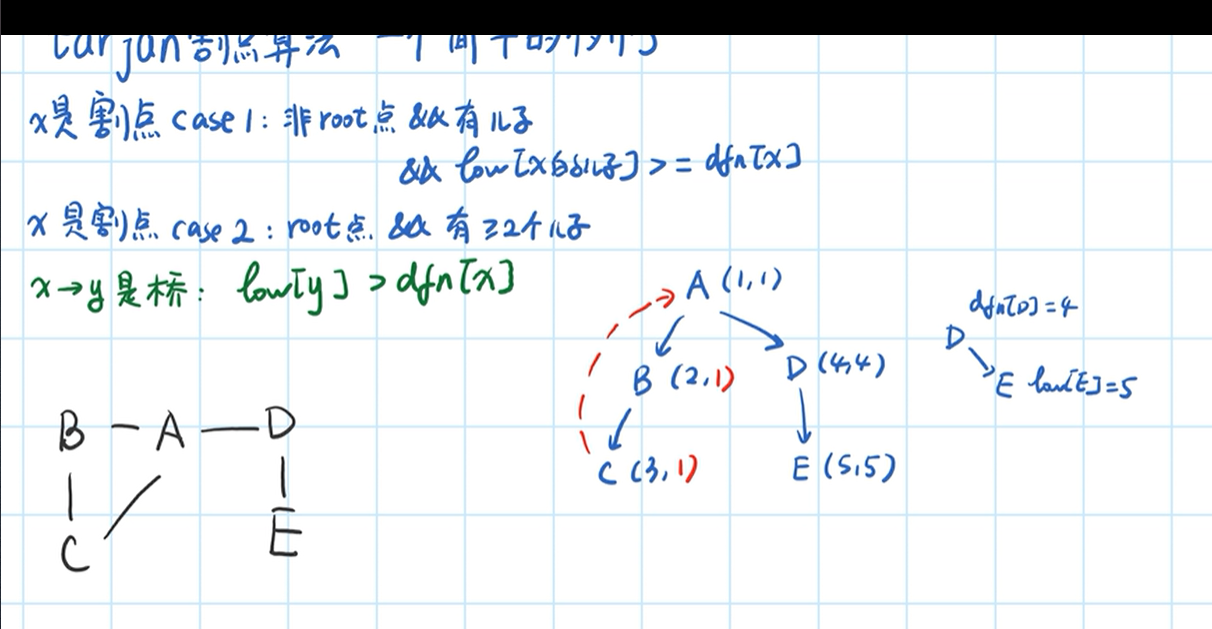 Tarjan割点算法 一个简单的例子
x是割点 case 1: 非root点 && 有儿子
&& low[x的儿子] >= dfn[x]
x是割点 case 2: root点 && 有≥2个儿子
x→y是桥: low[y] > dfn[x]
A (1,1)
B (2,1)
D (4,4)
C (3,1)
E (5,5)
dfn[D]=4
D
E low[E]=5
B A D
C E